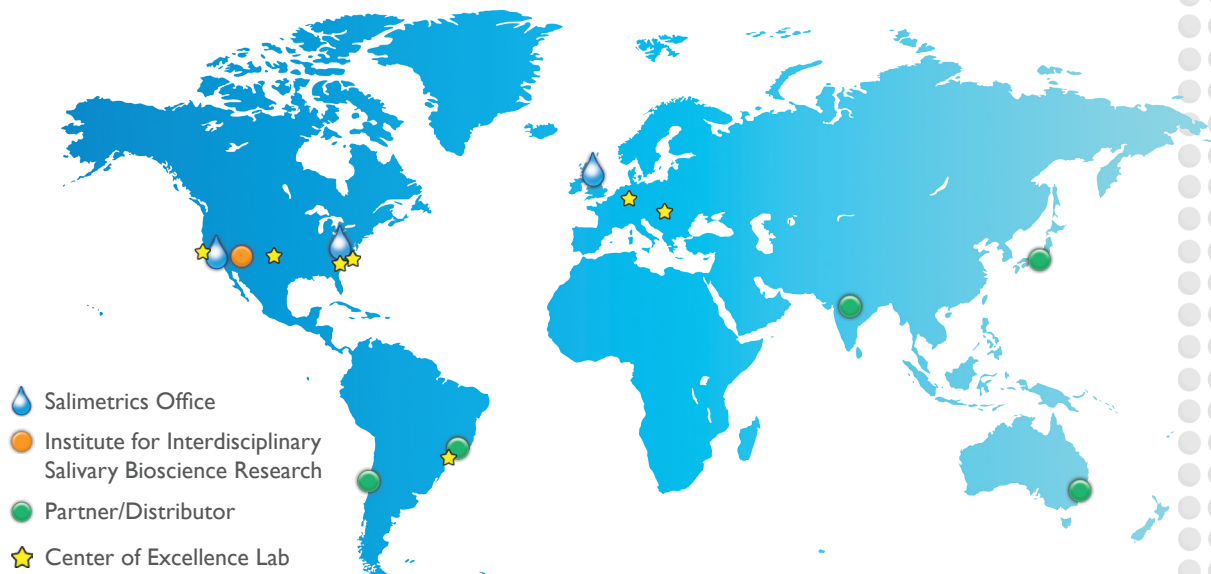 Salimetrics Office
Institute for Interdisciplinary
Salivary Bioscience Research
Partner/Distributor
Center of Excellence Lab